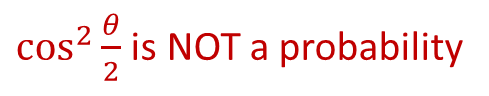 cos² θ/2 is NOT a probability